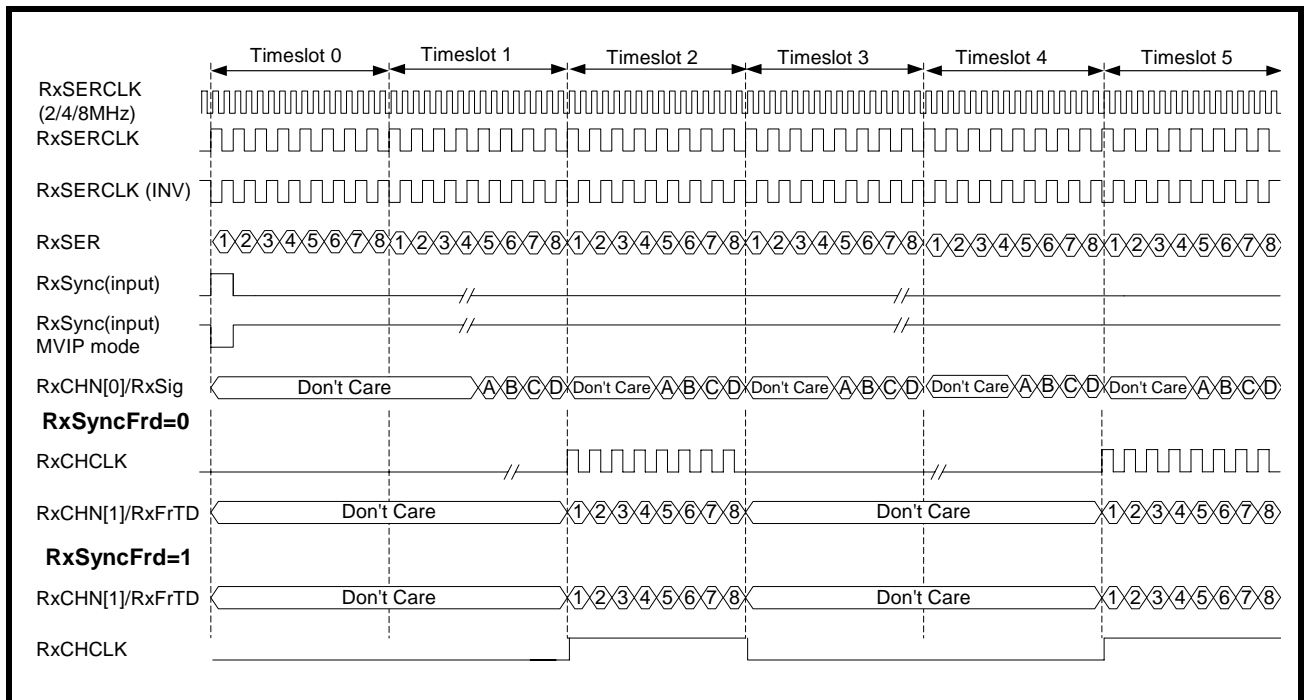 Timeslot 0 Timeslot 1 Timeslot 2 Timeslot 3 Timeslot 4 Timeslot 5
RxSERCLK
(2/4/8MHz)
RxSERCLK
RxSERCLK (INV)
RxSER 1 2 3 4 5 6 7 8 1 2 3 4 5 6 7 8 1 2 3 4 5 6 7 8 1 2 3 4 5 6 7 8 1 2 3 4 5 6 7 8 1 2 3 4 5 6 7 8
RxSync(input)
RxSync(input)
MVIP mode
RxCHN[0]/RxSig Don't Care A B C D Don't Care A B C D Don't Care A B C D Don't Care A B C D Don't Care A B C D
RxSyncFrd=0
RxCHCLK
RxCHN[1]/RxFrTD Don't Care 1 2 3 4 5 6 7 8 Don't Care 1 2 3 4 5 6 7 8
RxSyncFrd=1
RxCHN[1]/RxFrTD Don't Care 1 2 3 4 5 6 7 8 Don't Care 1 2 3 4 5 6 7 8
RxCHCLK